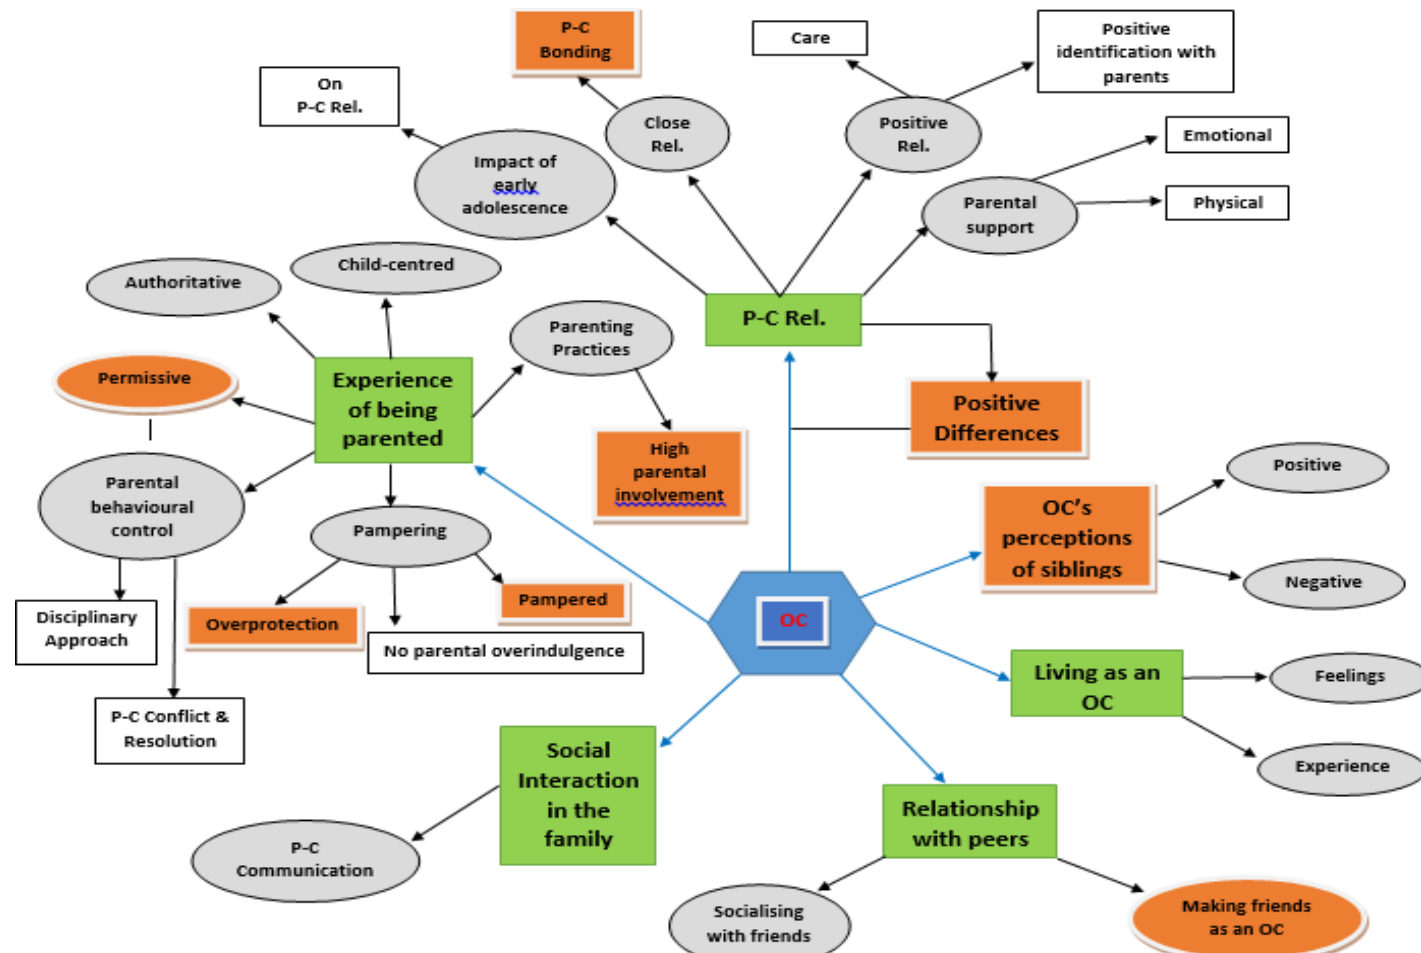 P-C
Bonding
Care
Positive
identification with
parents
On
P-C Rel.
Close
Rel.
Positive
Rel.
Emotional
Impact of
early
adolescence
Parental
support
Physical
Authoritative
Child-centred
P-C Rel.
Parenting
Practices
Permissive
Experience
of being
parented
Positive
Differences
High
parental
involvement
Parental
behavioural
control
Pampering
Positive
OC’s
perceptions
of siblings
Negative
Disciplinary
Approach
Overprotection
Pampered
No parental overindulgence
OC
Living as an
OC
Feelings
P-C Conflict &
Resolution
Social
Interaction
in the
family
Experience
Relationship
with peers
P-C
Communication
Socialising
with friends
Making friends
as an OC